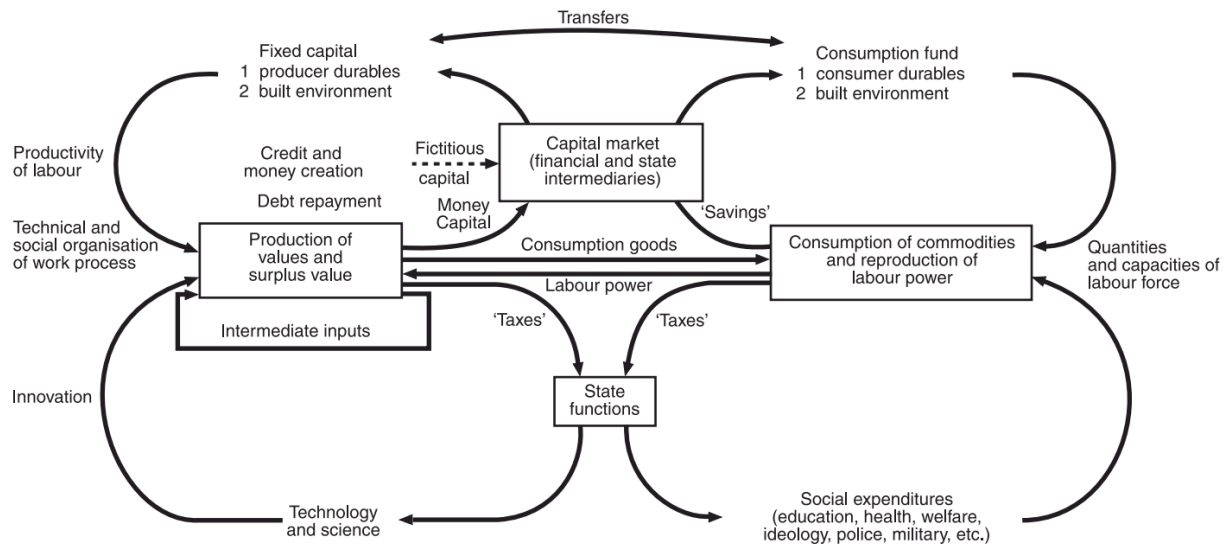 Transfers
Fixed capital
1 producer durables
2 built environment
Consumption fund
1 consumer durables
2 built environment
Productivity
of labour
Credit and
money creation
Debt repayment
Fictitious
capital
Capital market
(financial and state
intermediaries)
Money
Capital
'Savings'
Technical and
social organisation
of work process
Production of
values and
surplus value
Consumption goods
Labour power
Consumption of commodities
and reproduction of
labour power
Quantities
and capacities of
labour force
Intermediate inputs
'Taxes'
'Taxes'
State
functions
Innovation
Technology
and science
Social expenditures
(education, health, welfare,
ideology, police, military, etc.)